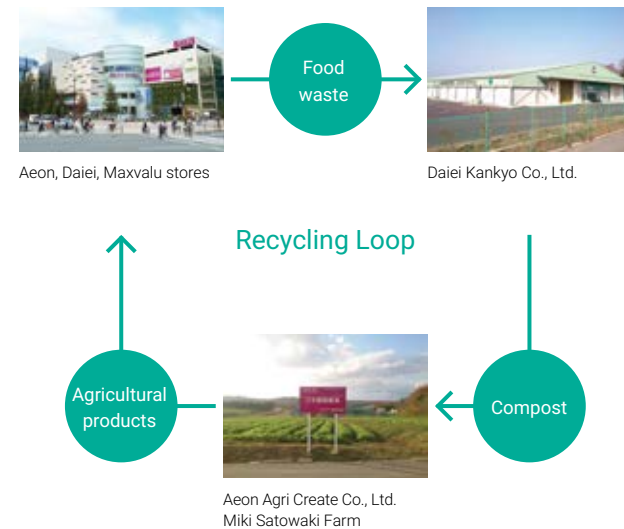 Food
waste
Aeon, Daiei, Maxvalu stores
Daiei Kankyo Co., Ltd.
Recycling Loop
Agricultural
products
Compost
Aeon Agri Create Co., Ltd.
Miki Satowaki Farm